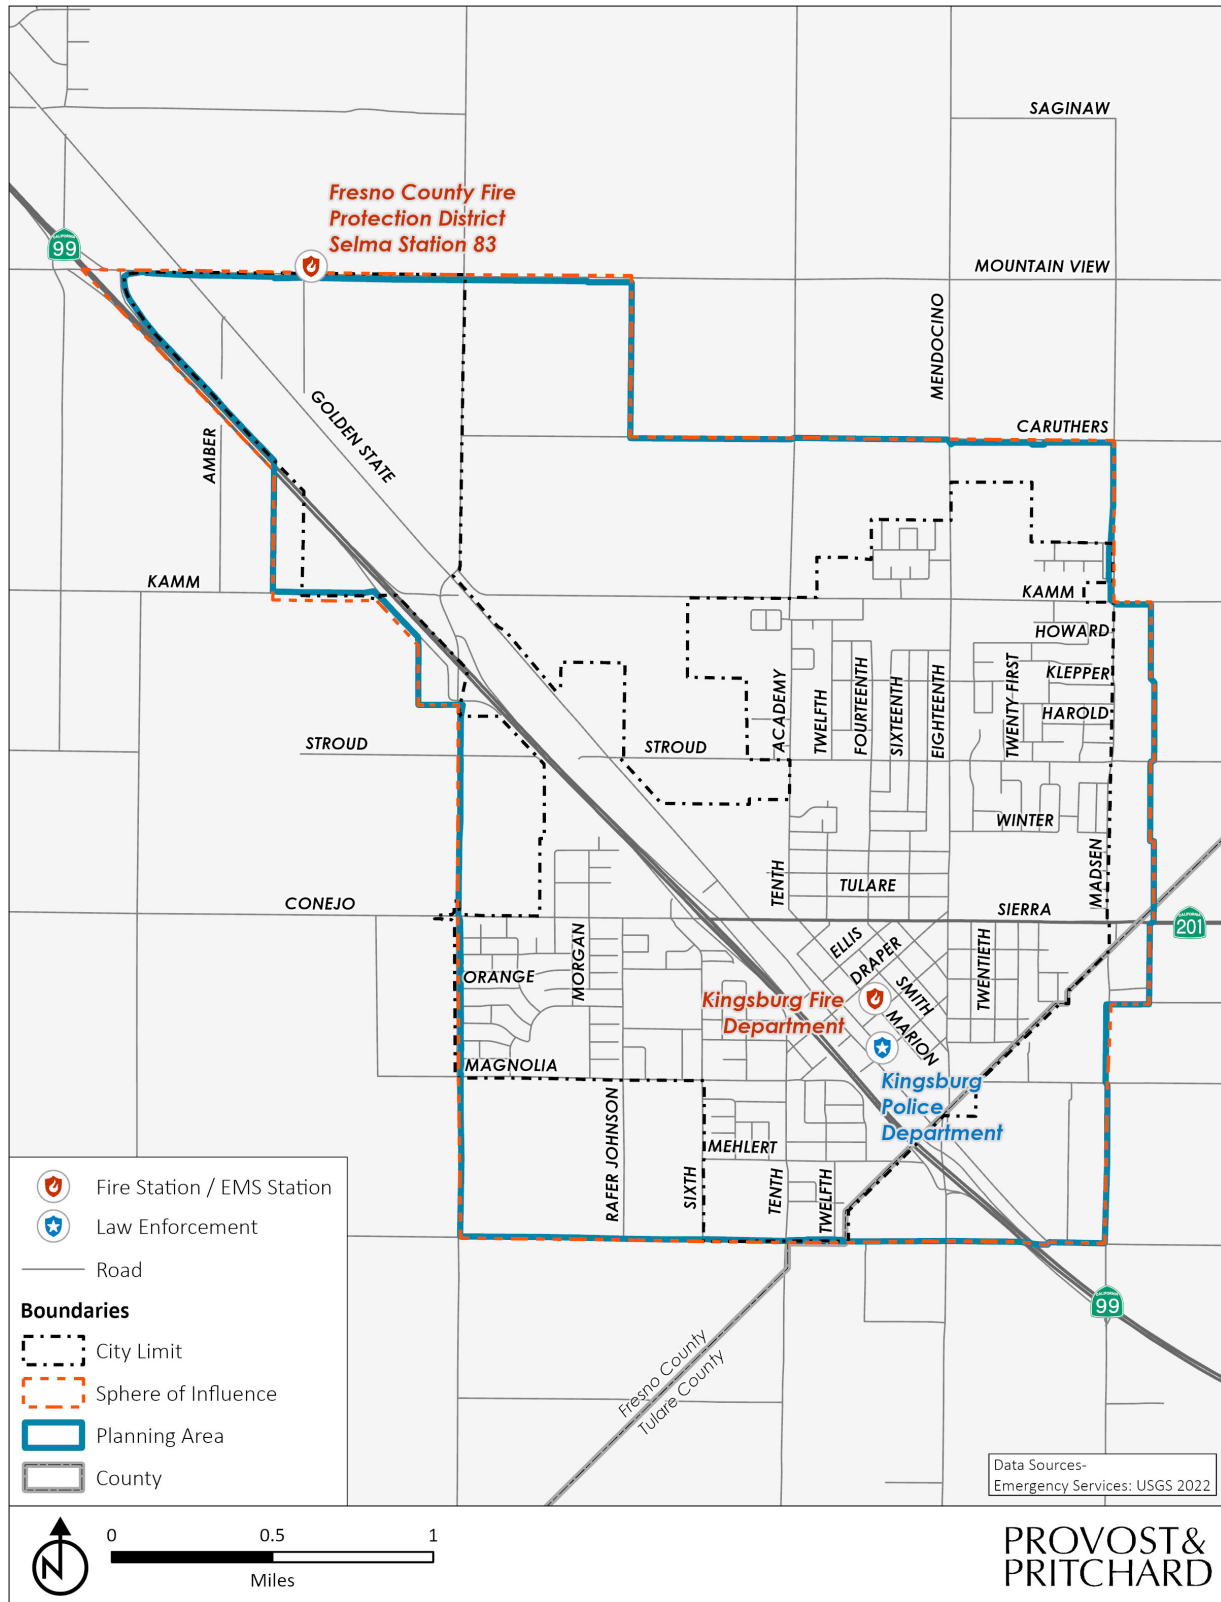 SAGINAW
Fresno County Fire
Protection District
Selma Station 83
CALIFORNIA
99
MOUNTAIN VIEW
MENDOCINO
GOLDEN STATE
CARUTHERS
AMBER
KAMM
KAMM
HOWARD
KLEPPER
HAROLD
ACADEMY
TWELFTH
FOURTEENTH
SIXTEENTH
EIGHTEENTH
TWENTY FIRST
STROUD
STROUD
WINTER
MADSEN
TENTH
TULARE
CONEJO
SIERRA
CALIFORNIA
201
MORGAN
ELLIS
DRAPER
SMITH
MARION
TWENTIETH
ORANGE
Kingsburg Fire
Department
MAGNOLIA
Kingsburg
Police
Department
RAFER JOHNSON
SIXTH
MEHLERT
TENTH
TWELFTH
CALIFORNIA
99
Fresno County
Tulare County
Fire Station / EMS Station
Law Enforcement
Road
Boundaries
City Limit
Sphere of Influence
Planning Area
County
Data Sources-
Emergency Services: USGS 2022
N
0 0.5 1
Miles
PROVOST&
PRITCHARD